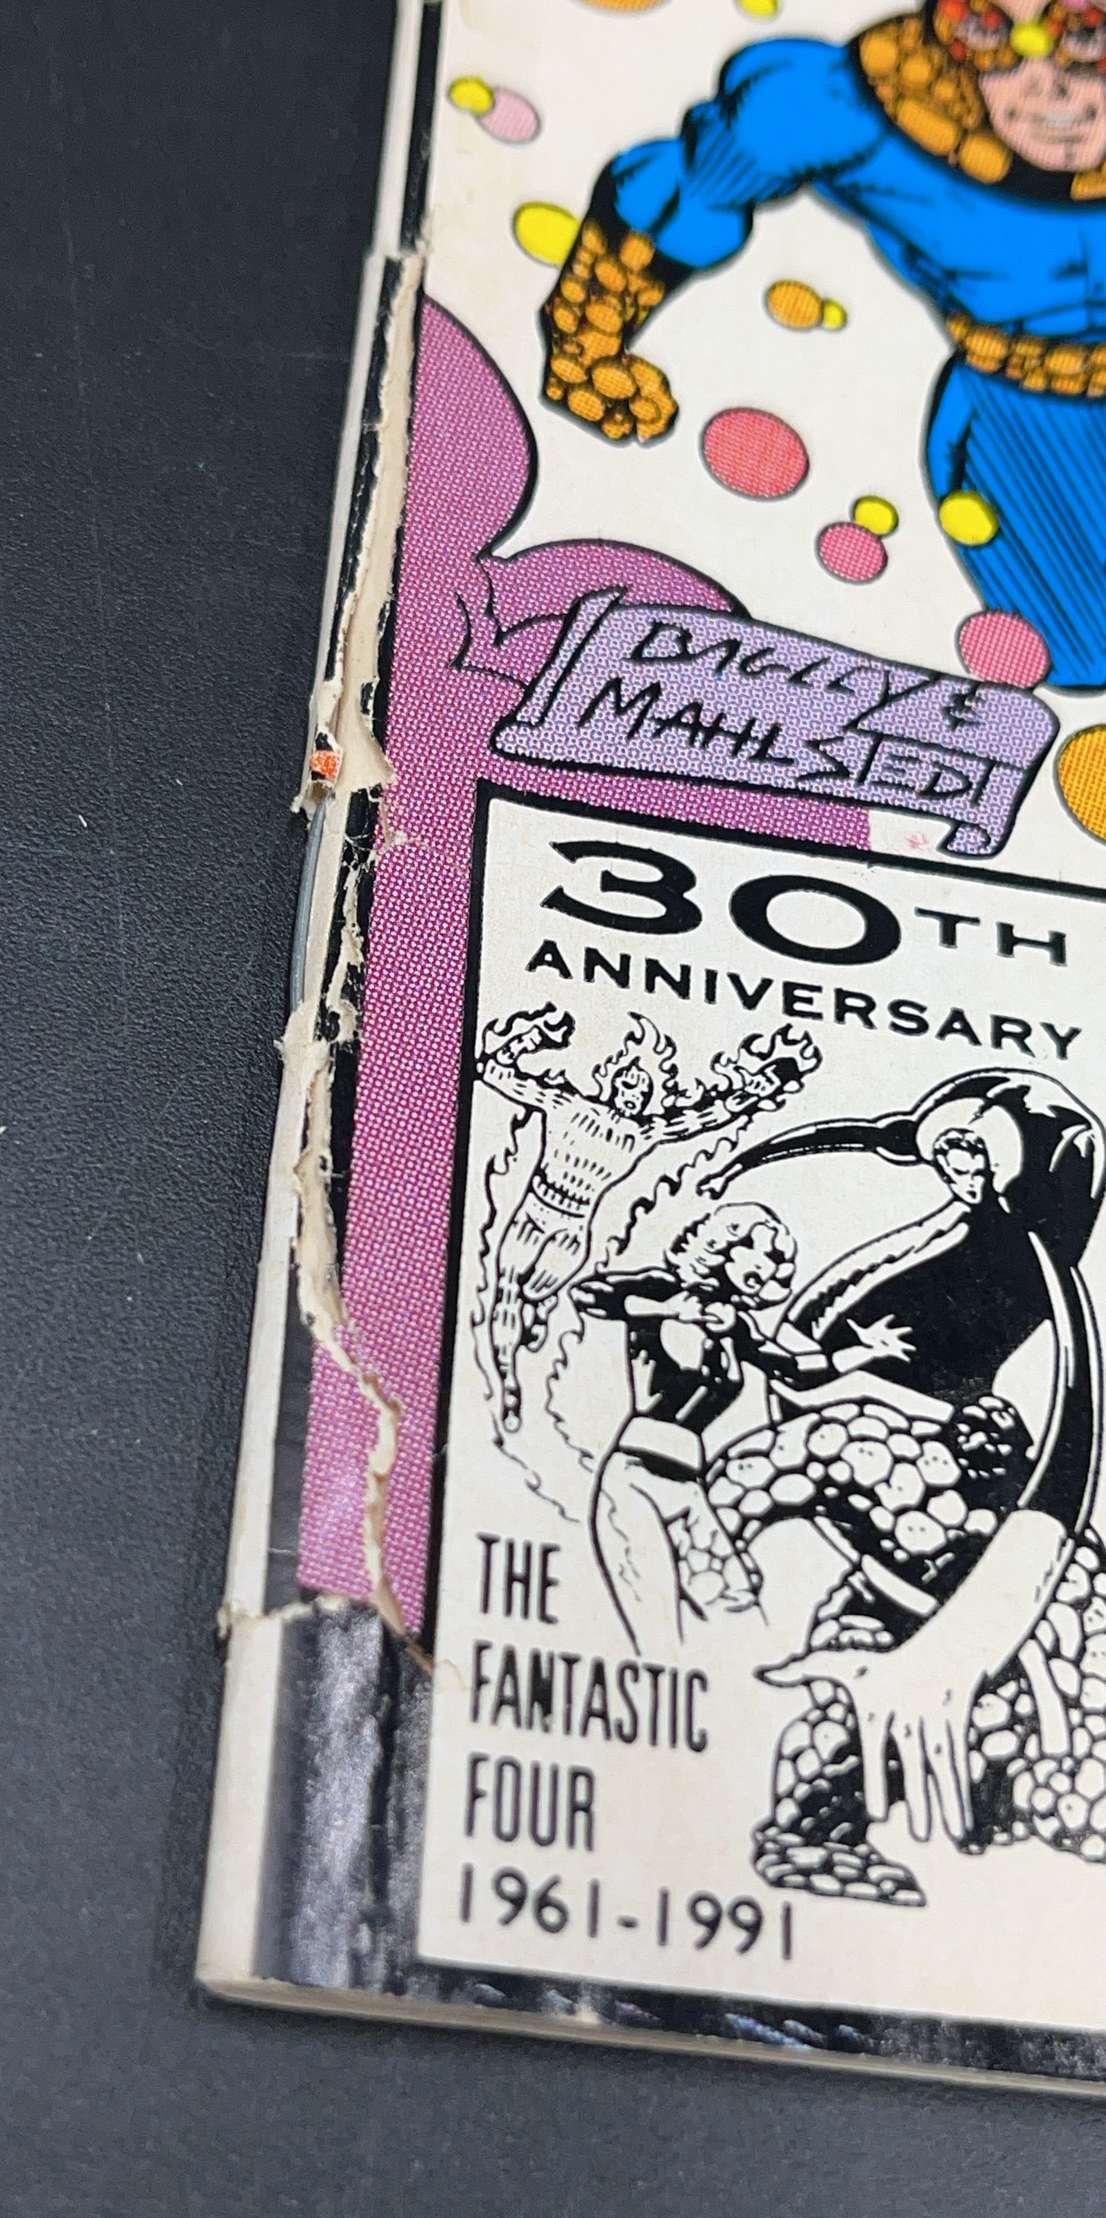 BAGLEY &
MAHLSTEDT
30TH
ANNIVERSARY
THE
FANTASTIC
FOUR
1961-1991